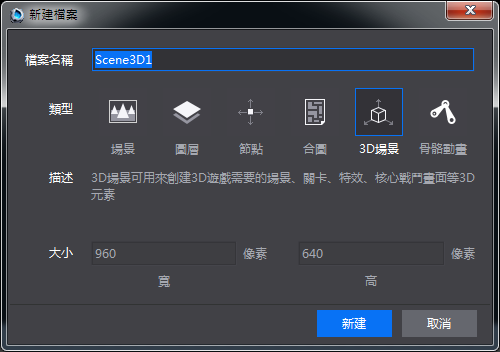 新建檔案
檔案名稱 Scene3D1
類型
場景 圖層 節點 合圖 3D場景 骨骼動畫
描述 3D場景可用來創建3D遊戲需要的場景、關卡、特效、核心戰鬥畫面等3D
元素
大小 960 像素 640 像素
寬 高
新建 取消